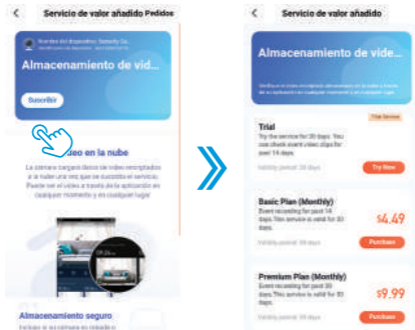 Servicio de valor añadido Pedidos
Almacenamiento de vid...
Suscribir
eo en la nube
La cámara cargará clips de video encriptados
a la nube una vez que se suscriba el servicio.
Puede ver el video a través de la aplicación en
cualquier momento y en cualquier lugar
Almacenamiento seguro
Servicio de valor añadido
Almacenamiento de vide...
Trial Service
Trial
Try the service for 30 days. You
can check event video clips for
past 14 days.
Validity period: 30 days
Try Now
Basic Plan (Monthly)
Event recording for past 14
days. This service is valid for 30
days.
$4.49
Validity period: 30 days
Purchase
Premium Plan (Monthly)
Event recording for past 30
days. This service is valid for 30
days.
$9.99
Validity period: 30 days
Purchase